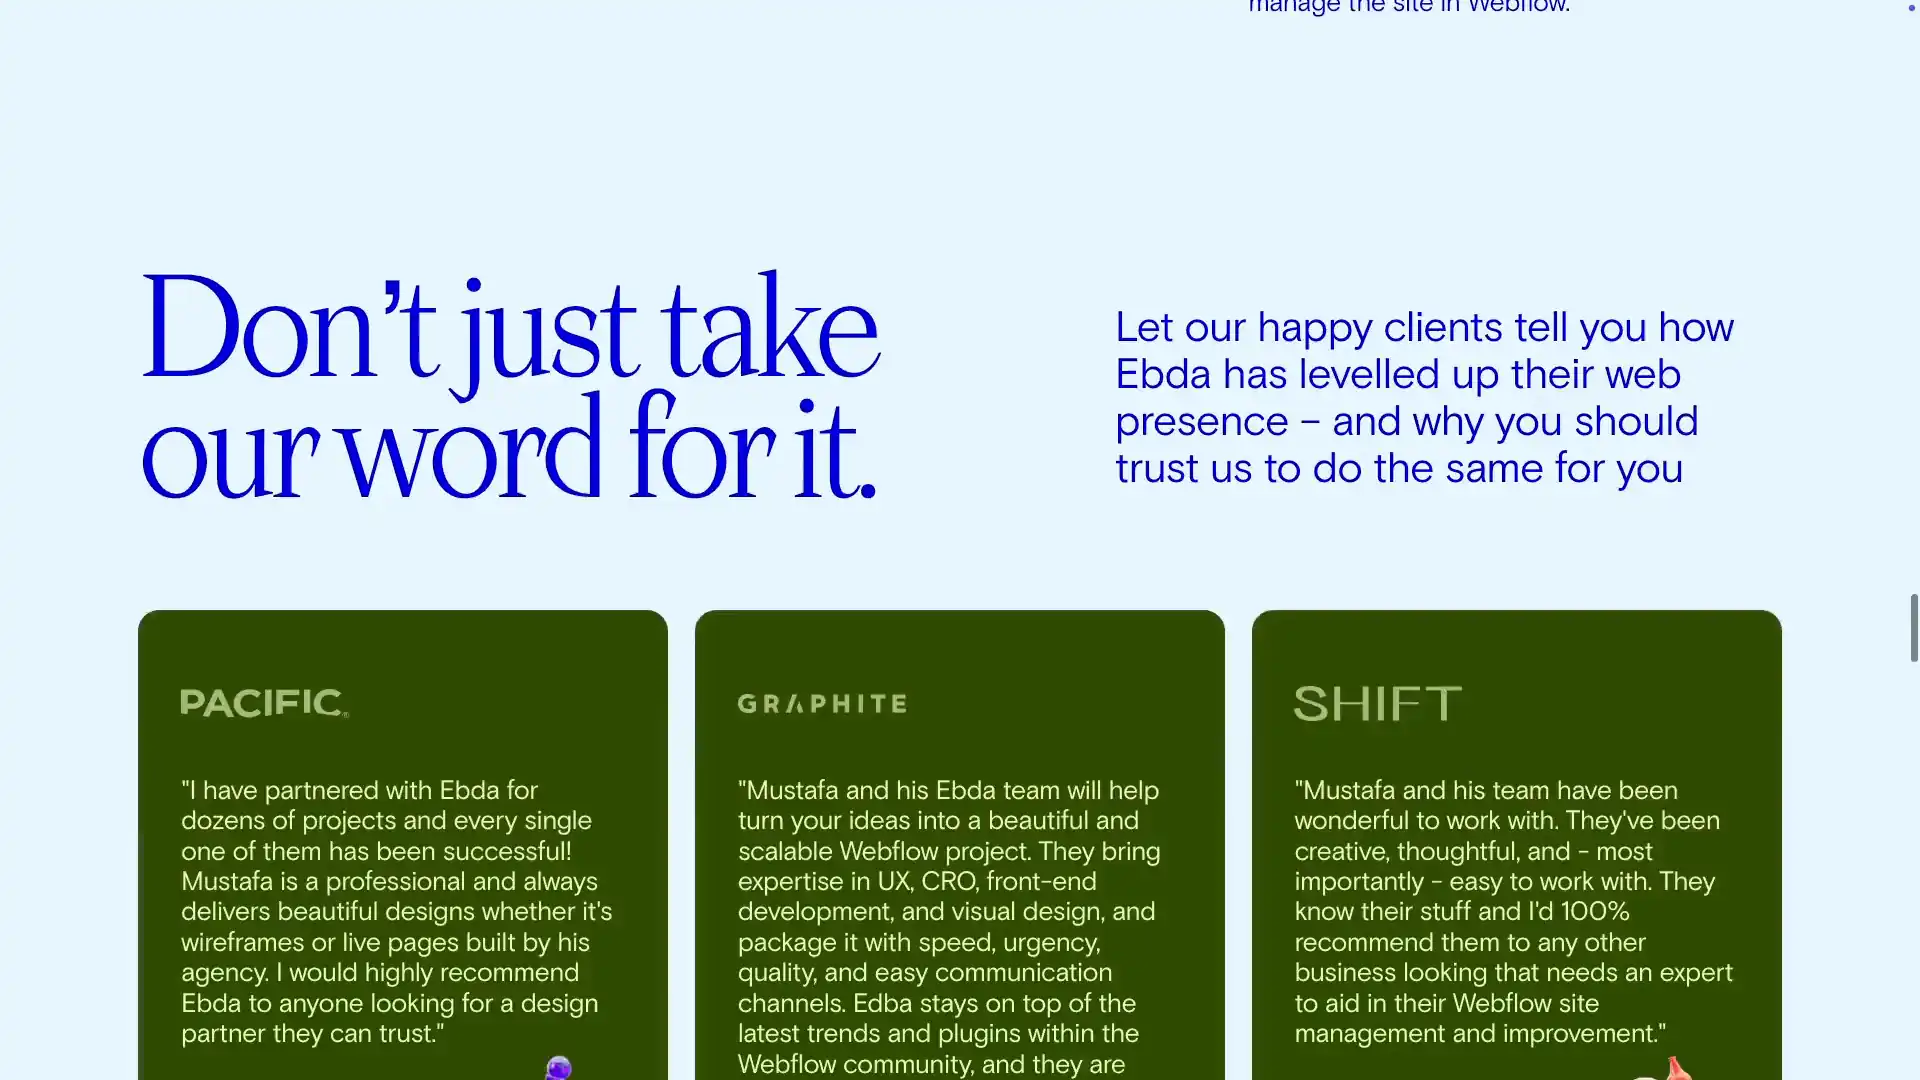 manage the site in Webflow.
Don't just take
our word for it.
Let our happy clients tell you how
Ebda has levelled up their web
presence – and why you should
trust us to do the same for you
PACIFIC®
"I have partnered with Ebda for
dozens of projects and every single
one of them has been successful!
Mustafa is a professional and always
delivers beautiful designs whether it's
wireframes or live pages built by his
agency. I would highly recommend
Ebda to anyone looking for a design
partner they can trust."
GRAPHITE
"Mustafa and his Ebda team will help
turn your ideas into a beautiful and
scalable Webflow project. They bring
expertise in UX, CRO, front-end
development, and visual design, and
package it with speed, urgency,
quality, and easy communication
channels. Edba stays on top of the
latest trends and plugins within the
Webflow community, and they are
SHIFT
"Mustafa and his team have been
wonderful to work with. They've been
creative, thoughtful, and - most
importantly - easy to work with. They
know their stuff and I'd 100%
recommend them to any other
business looking that needs an expert
to aid in their Webflow site
management and improvement."